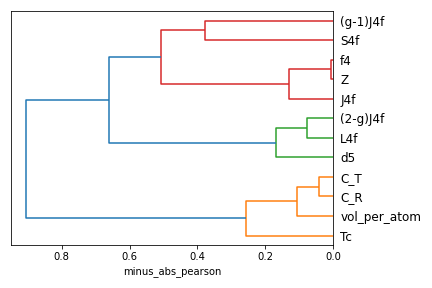 (g-1)J4f
S4f
f4
Z
J4f
(2-g)J4f
L4f
d5
C_T
C_R
vol_per_atom
Tc
0.8 0.6 0.4 0.2 0.0
minus_abs_pearson